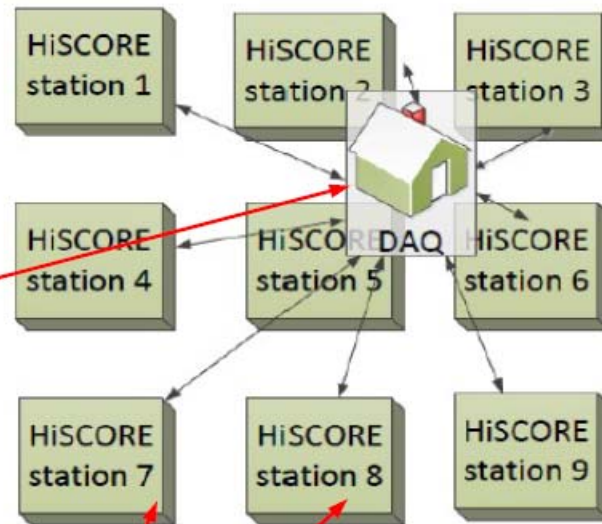 HiSCORE
station 1
HiSCORE
station 2
HiSCORE
station 3
HiSCORE
station 4
HiSCORE
station 5
DAQ
HiSCORE
station 6
HiSCORE
station 7
HiSCORE
station 8
HiSCORE
station 9